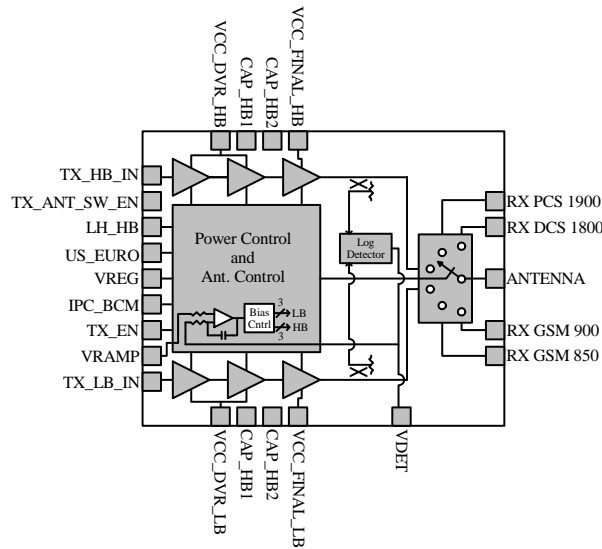 VCC_DVR_HB
CAP_HB1
CAP_HB2
VCC_FINAL_HB
TX_HB_IN
TX_ANT_SW_EN
LH_HB
US_EURO
VREG
IPC_BCM
TX_EN
VRAMP
TX_LB_IN
Power Control
and
Ant. Control
Bias
Cntrl
3
LB
HB
3
Log
Detector
RX PCS 1900
RX DCS 1800
ANTENNA
RX GSM 900
RX GSM 850
VCC_DVR_LB
CAP_HB1
CAP_HB2
VCC_FINAL_LB
VDET